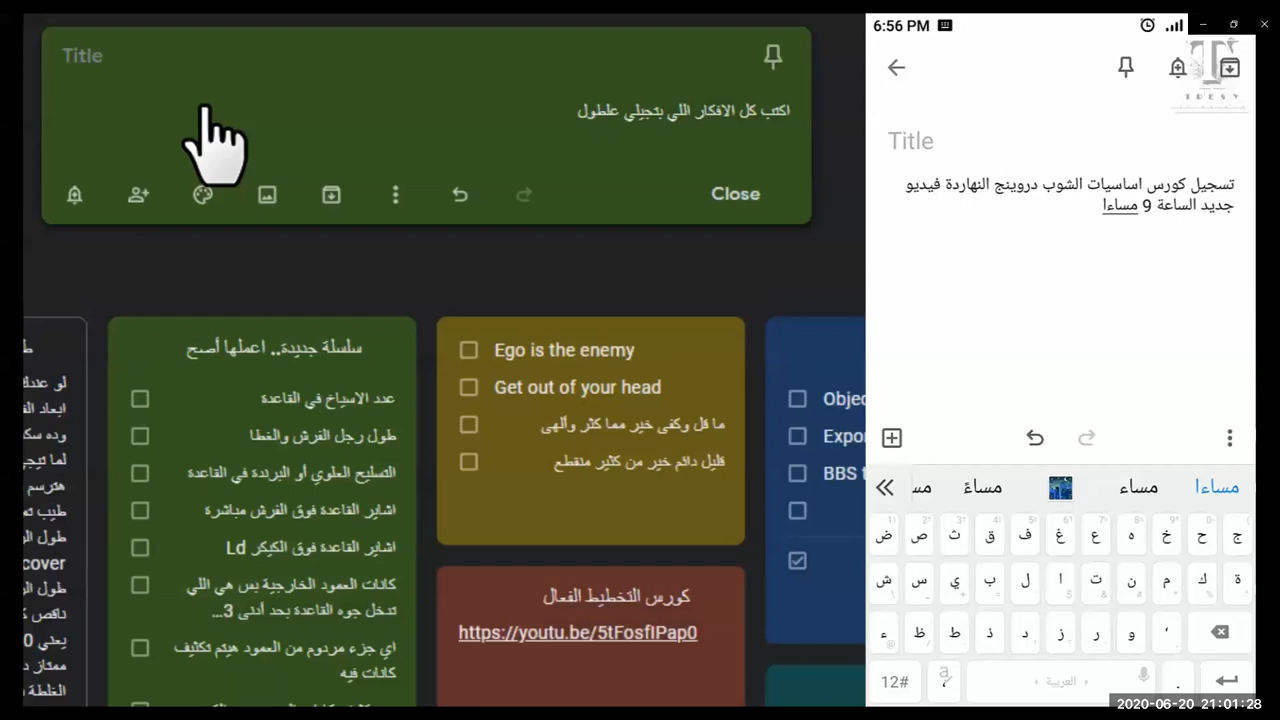 Title
اكتب كل الافكار اللي بتجيلي علطول
Close
سلسلة جديدة.. اعملها أصح
عدد الاسياخ في القاعدة
طول رجل الفرش والغطا
التسليح العلوي أو البرندة في القاعدة
اشاير القاعدة فوق الفرش مباشرة
اشاير القاعدة فوق الكيكر Ld
كانات العمود الخارجية بس هي اللي
تدخل جوه القاعدة بحد أدنى 3...
اي جزء مردوم من العمود هيتم تكثيف
كانات فيه
Ego is the enemy
Get out of your head
ما قل وكفى خير مما كثر وألهى
قليل دائم خير من كثير منقطع
كورس التخطيط الفعال
https://youtu.be/5tFosfIPap0
BBS
6:56 PM
TRESY
Title
تسجيل كورس اساسيات الشوب دروينج النهاردة فيديو
جديد الساعة 9 مساءا
مساءا مساء مساءً
ض ص ث ق ف غ ع ه خ ح ج
ش س ي ب ل ا ت ن م ك ة
ء ظ ط ذ د ز ر و
12# العربية
2020-06-20 21:01:28